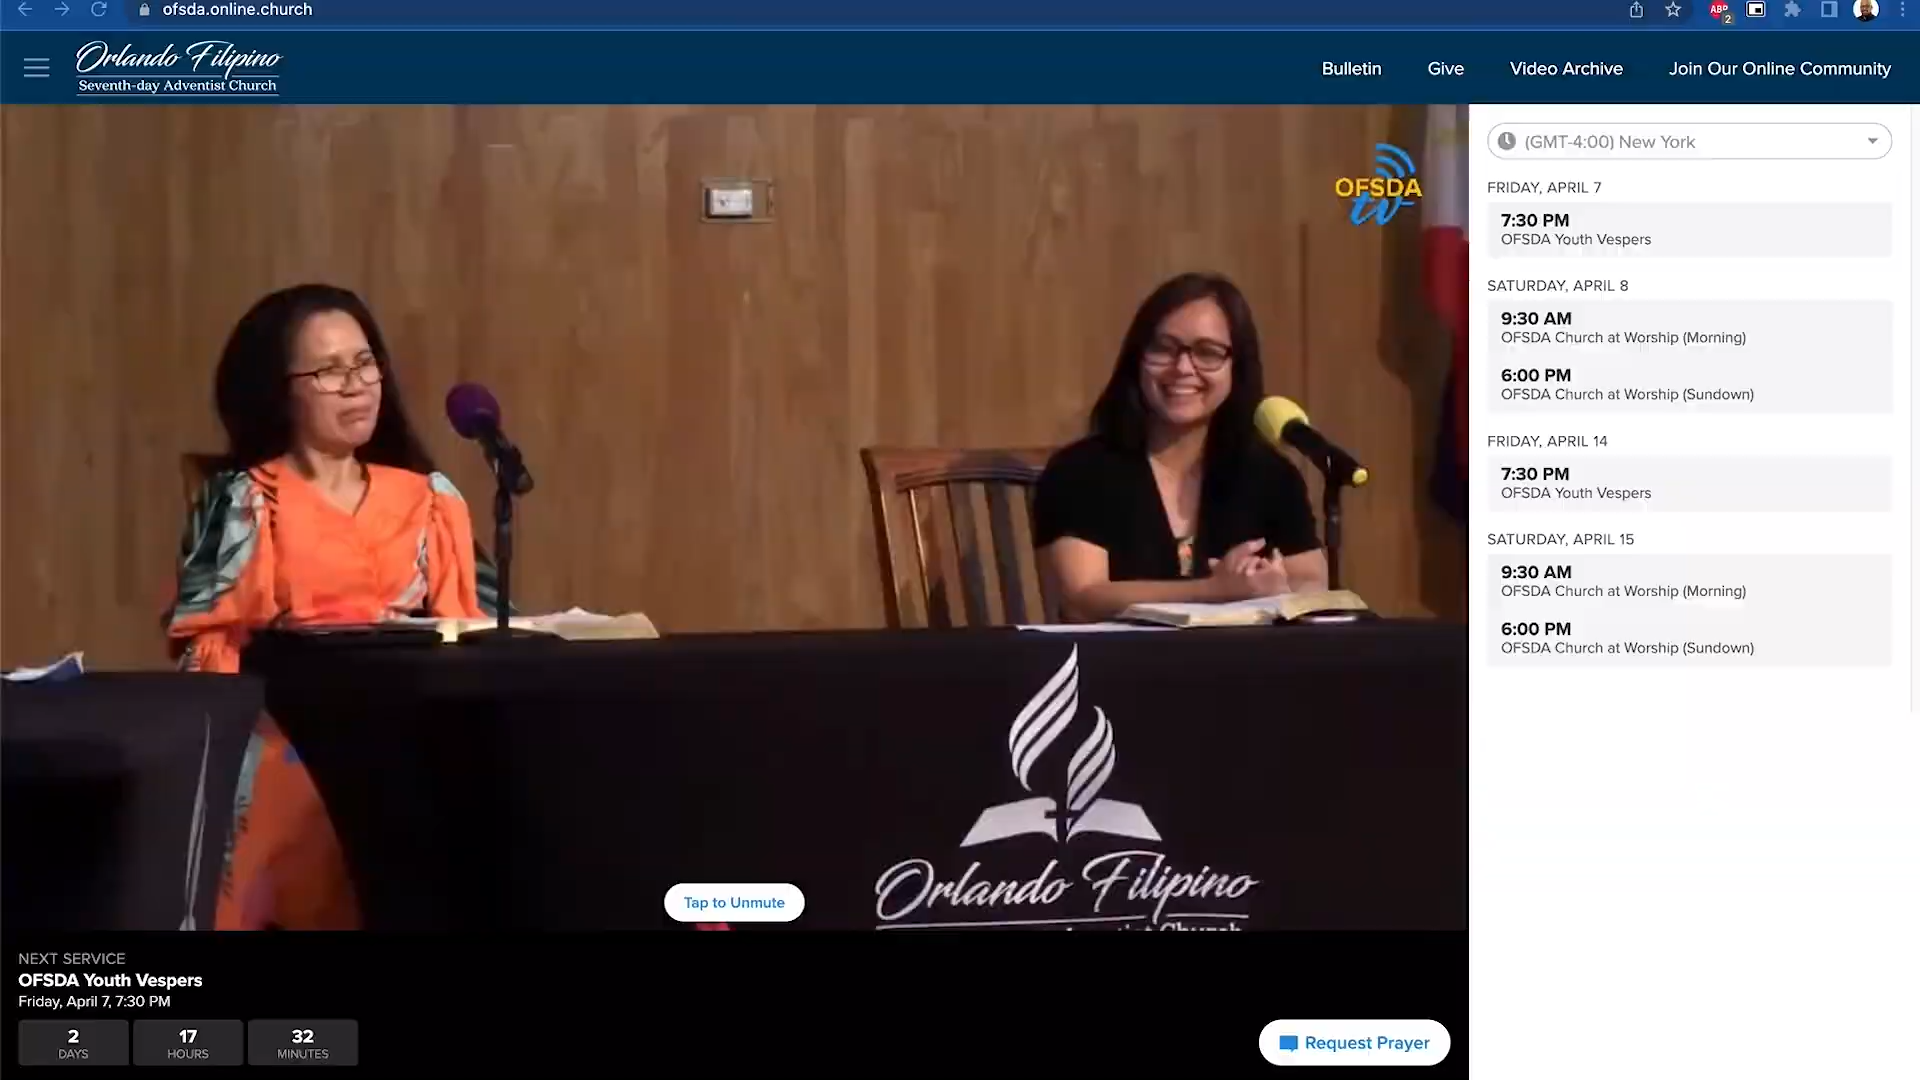 ofsda.online.church
ABP
2
Orlando Filipino
Seventh-day Adventist Church
Bulletin
Give
Video Archive
Join Our Online Community
OFSDA
tv
(GMT-4:00) New York
FRIDAY, APRIL 7
7:30 PM
OFSDA Youth Vespers
SATURDAY, APRIL 8
9:30 AM
OFSDA Church at Worship (Morning)
6:00 PM
OFSDA Church at Worship (Sundown)
FRIDAY, APRIL 14
7:30 PM
OFSDA Youth Vespers
SATURDAY, APRIL 15
9:30 AM
OFSDA Church at Worship (Morning)
6:00 PM
OFSDA Church at Worship (Sundown)
Orlando Filipino
Church
Tap to Unmute
NEXT SERVICE
OFSDA Youth Vespers
Friday, April 7, 7:30 PM
2
DAYS
17
HOURS
32
MINUTES
Request Prayer